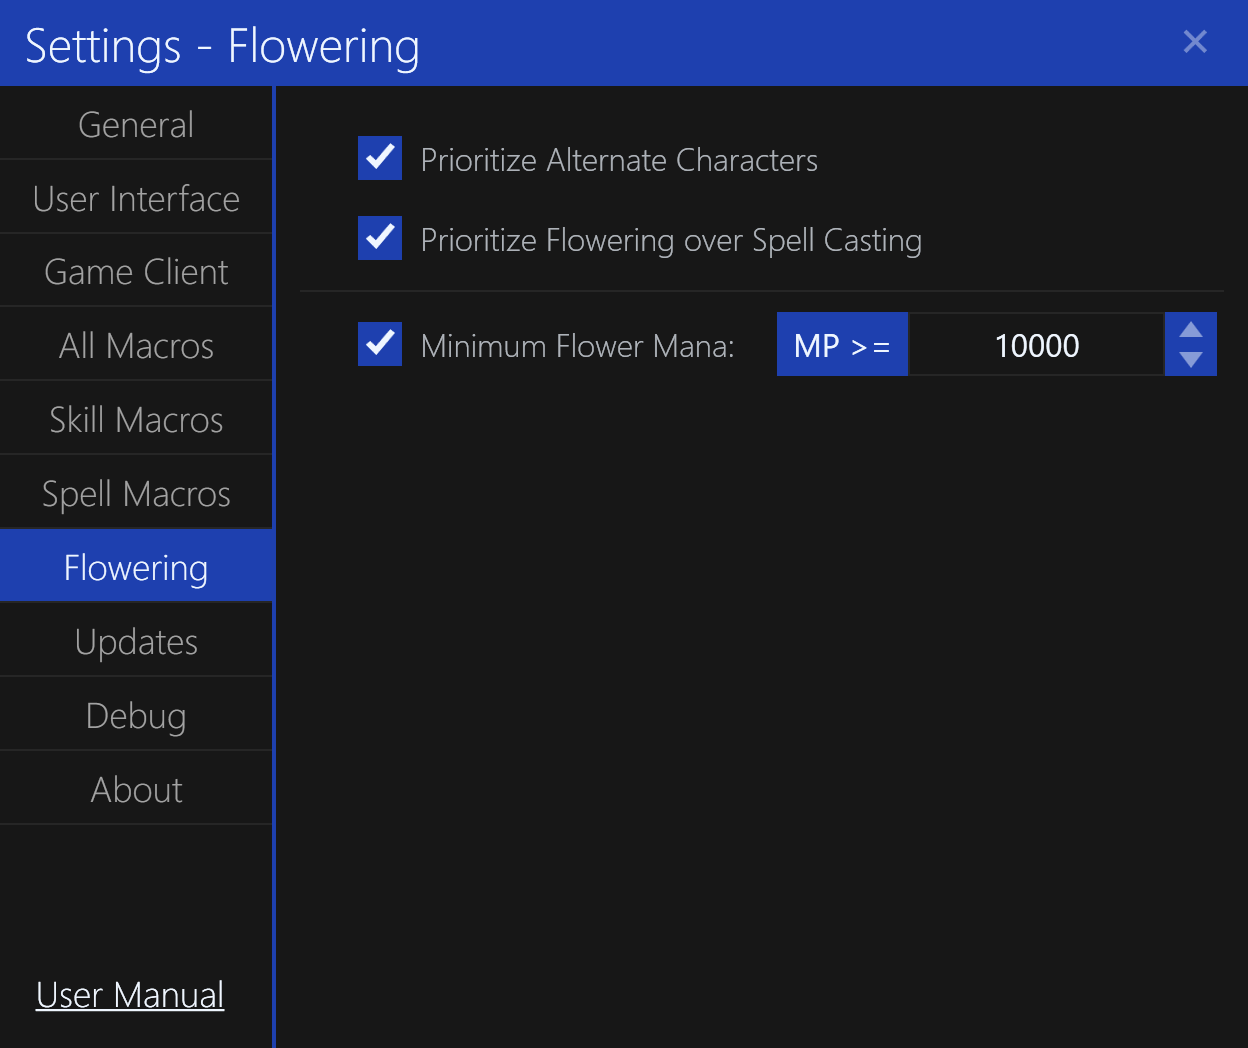 Settings - Flowering
General
User Interface
Game Client
All Macros
Skill Macros
Spell Macros
Flowering
Updates
Debug
About
User Manual
Prioritize Alternate Characters
Prioritize Flowering over Spell Casting
Minimum Flower Mana: MP >= 10000